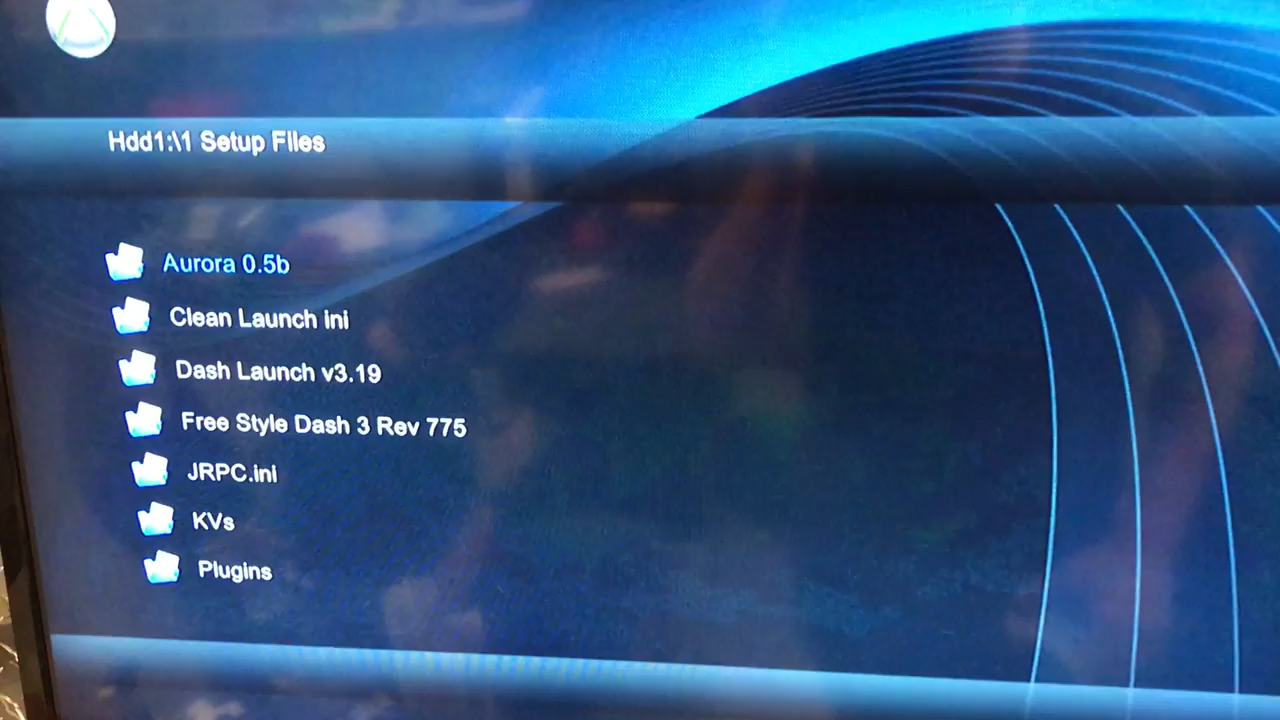 Hdd1:\1 Setup Files
Aurora 0.5b
Clean Launch ini
Dash Launch v3.19
Free Style Dash 3 Rev 775
JRPC.ini
KVs
Plugins